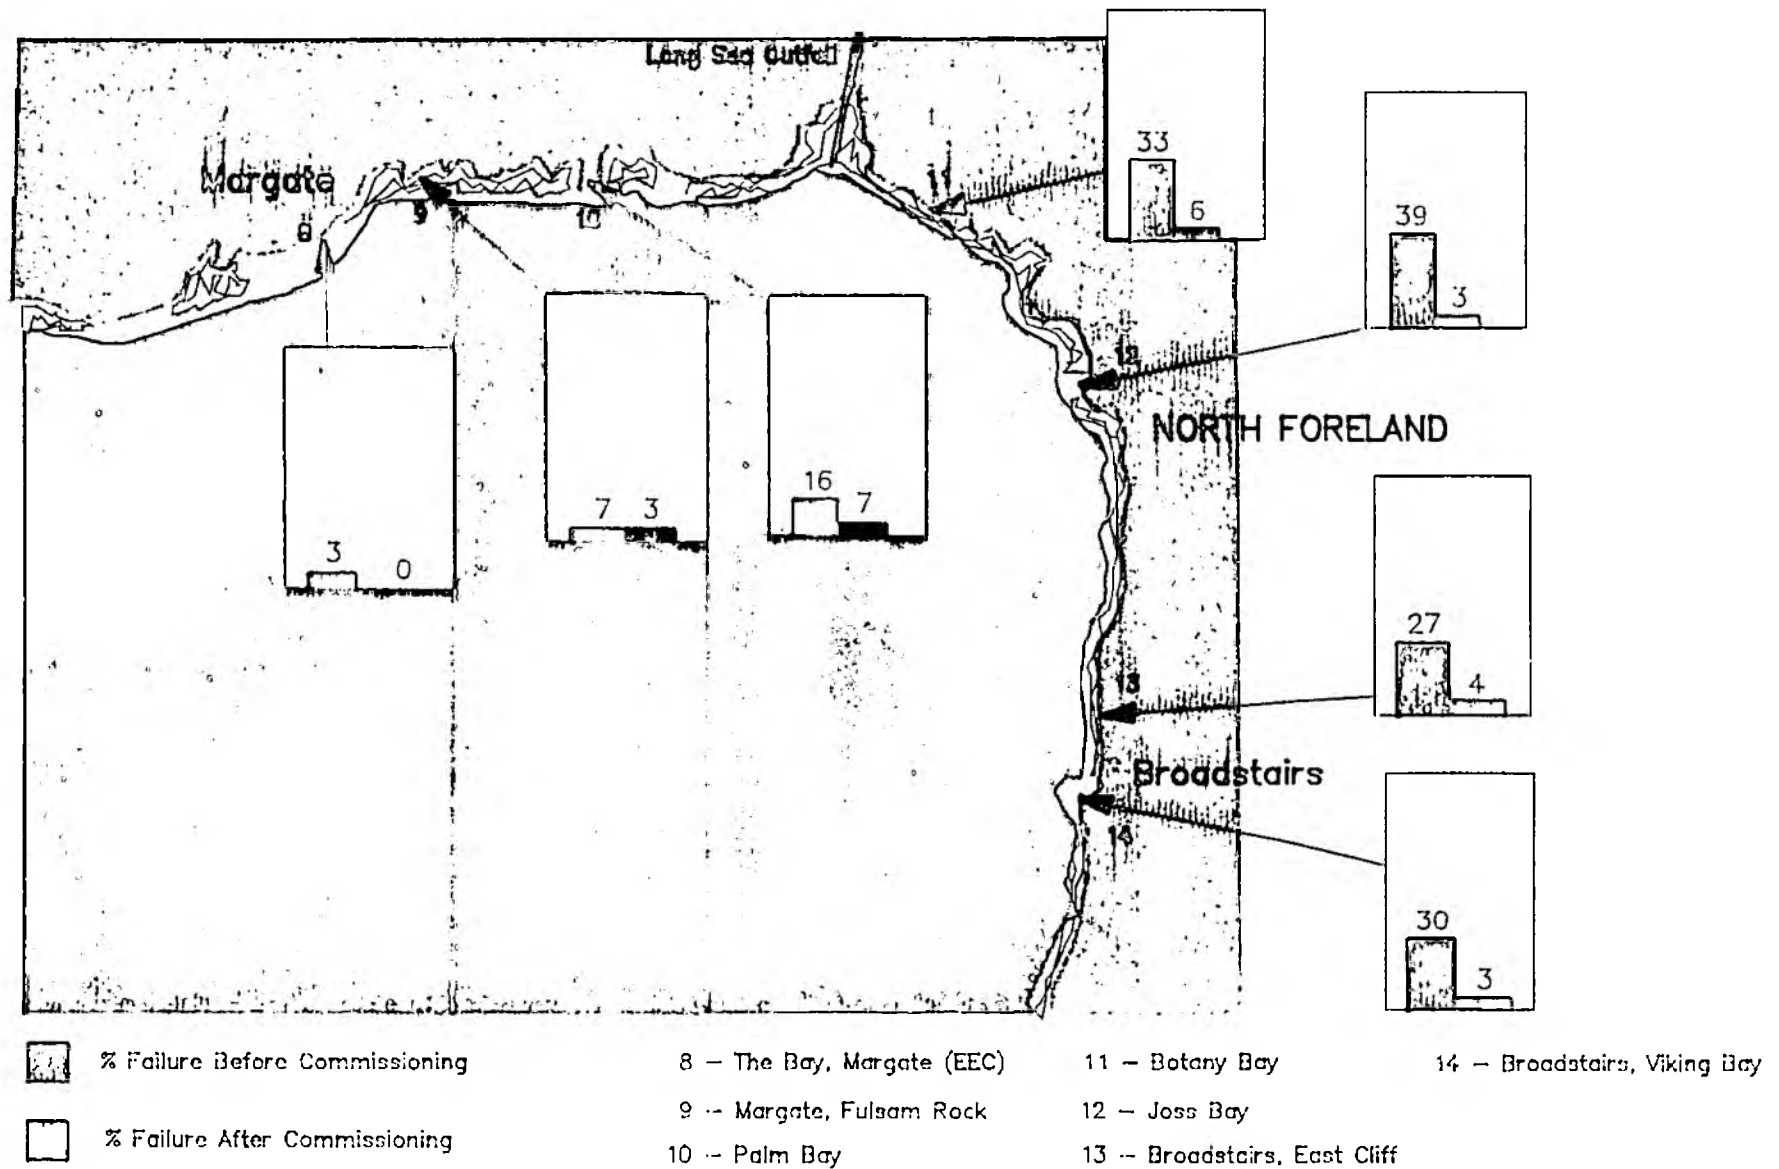 Long Sea Outfall
Margate
8
9
10
11
33
6
39
3
12
NORTH FORELAND
3
0
7
3
16
7
27
4
13
Broadstairs
14
30
3
% Failure Before Commissioning
% Failure After Commissioning
8 - The Bay, Margate (EEC)
9 - Margate, Fulsam Rock
10 - Palm Bay
11 - Botany Bay
12 - Joss Bay
13 - Broadstairs, East Cliff
14 - Broadstairs, Viking Bay